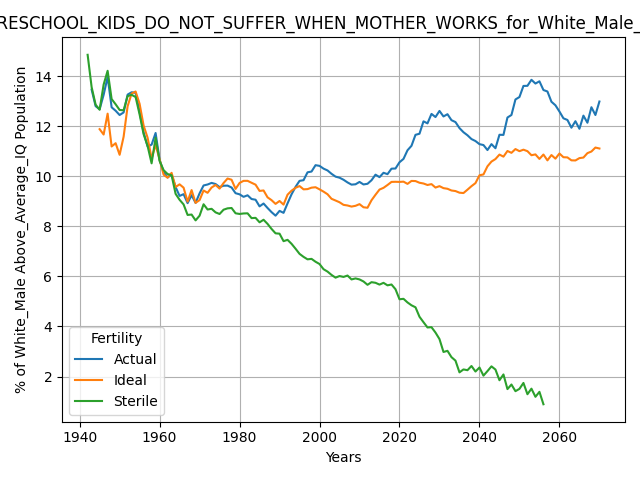 RESCHOOL_KIDS_DO_NOT_SUFFER_WHEN_MOTHER_WORKS_for_White_Male_
% of White_Male Above_Average_IQ Population
14
12
10
8
6
4
2
Fertility
Actual
Ideal
Sterile
1940 1960 1980 2000 2020 2040 2060
Years